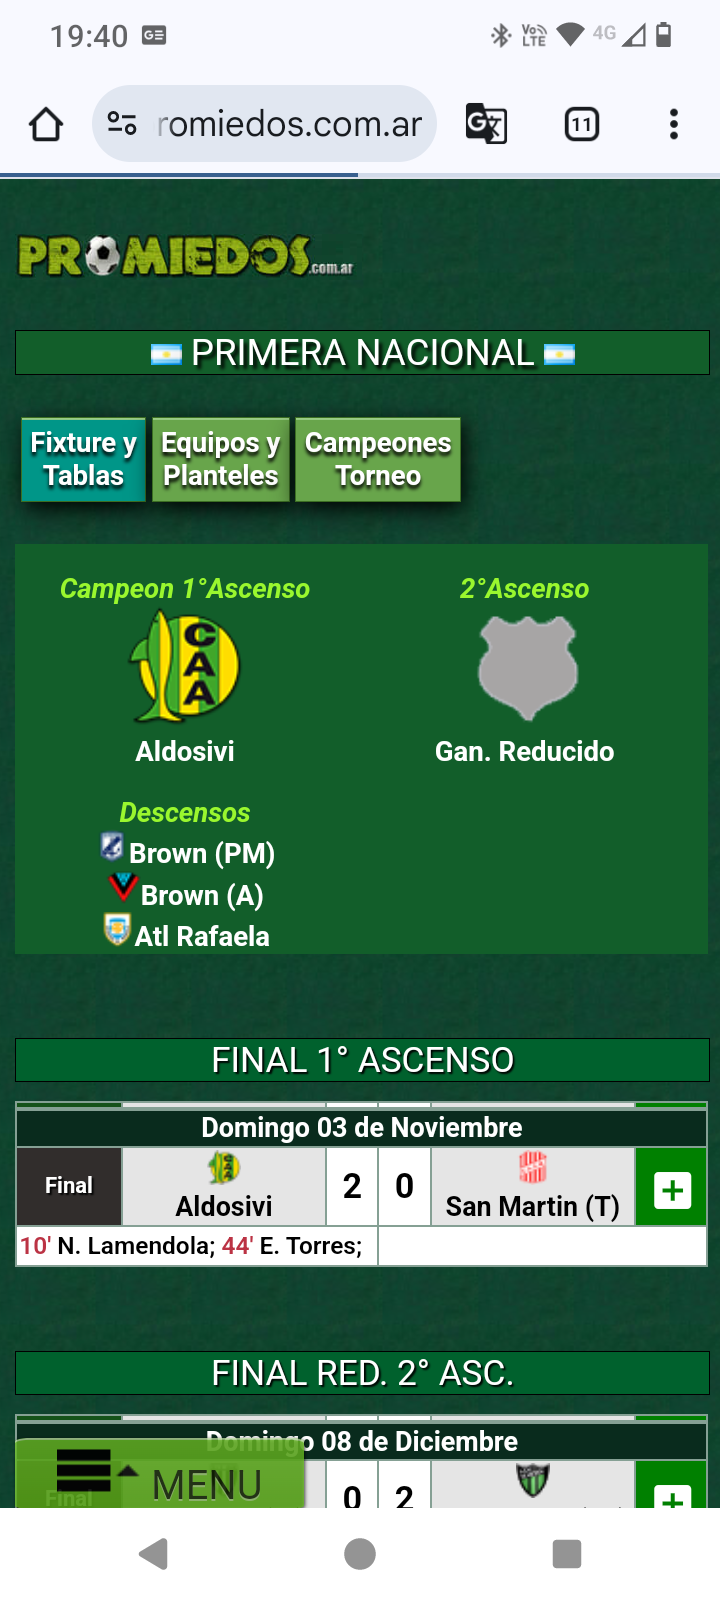 19:40
Vo)) LTE 4G
romiedos.com.ar 11
PROMIEDOS.com.ar
PRIMERA NACIONAL
Fixture y Equipos y Campeones
Tablas Planteles Torneo
Campeon 1°Ascenso 2°Ascenso
CAA
Aldosivi Gan. Reducido
Descensos
Brown (PM)
Brown (A)
Atl Rafaela
FINAL 1° ASCENSO
Domingo 03 de Noviembre
Final 2 0
Aldosivi San Martin (T)
10' N. Lamendola; 44' E. Torres;
FINAL RED. 2° ASC.
Domingo 08 de Diciembre
MENU
Final 0 2